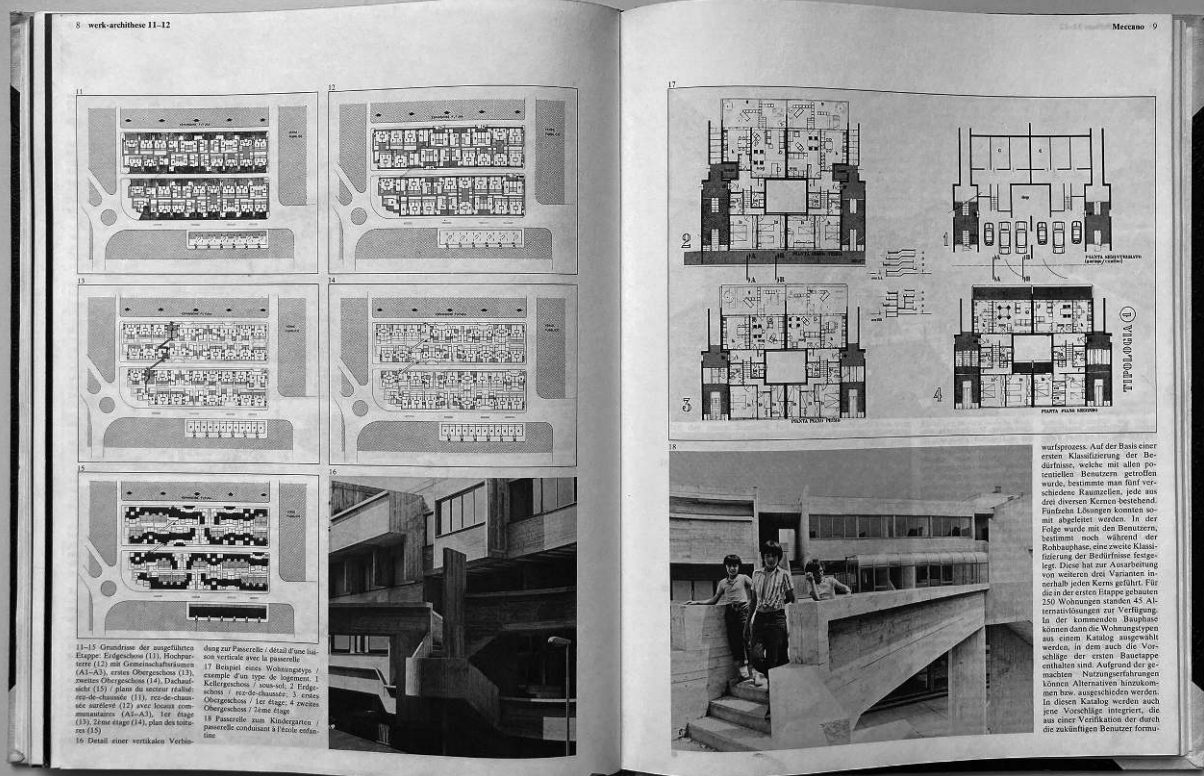 8 werk·archithese 11–12
11
12
13
14
15
16
11–15 Grundrisse der ausgeführten
Etappe: Erdgeschoss (11), Hochpar-
terre (12) mit Gemeinschaftsräumen
(A1–A3), erstes Obergeschoss (13),
zweites Obergeschoss (14), Dachauf-
sicht (15) / plans du secteur réalisé:
rez-de-chaussée (11), rez-de-chaus-
sée surélevé (12) avec locaux com-
munautaires (A1–A3), 1er étage
(13), 2ème étage (14), plan des toitu-
res (15)
16 Detail einer vertikalen Verbin-
dung zur Passerelle / détail d'une liai-
son verticale avec la passerelle
17 Beispiel eines Wohnungstyps /
exemple d'un type de logement. 1
Kellergeschoss / sous-sol; 2 Erdge-
schoss / rez-de-chaussée; 3 erstes
Obergeschoss / 1er étage; 4 zweites
Obergeschoss / 2ème étage
18 Passerelle zum Kindergarten /
passerelle conduisant à l'école enfan-
tine
Meccano 9
17
2
1
PIANTA SEMINTERRATO
(garage/cantine)
3
PIANTA PIANO PRIMO
4
PIANTA PIANO SECONDO
TIPOLOGIA
18
wurfsprozess. Auf der Basis einer
ersten Klassifizierung der Be-
dürfnisse, welche mit allen po-
tentiellen Benutzern getroffen
wurde, bestimmte man fünf ver-
schiedene Raumzellen, jede aus
drei diversen Kernen bestehend.
Fünfzehn Lösungen konnten so-
mit abgeleitet werden. In der
Folge wurde mit den Benutzern,
bestimmt noch während der
Rohbauphase, eine zweite Klassi-
fizierung der Bedürfnisse festge-
legt. Diese hat zur Ausarbeitung
von weiteren drei Varianten in-
nerhalb jeden Kerns geführt. Für
die in der ersten Etappe gebauten
250 Wohnungen standen 45 Al-
ternativlösungen zur Verfügung.
In der kommenden Bauphase
können dann die Wohnungstypen
aus einem Katalog ausgewählt
werden, in dem auch die Vor-
schläge der ersten Bauetappe
enthalten sind. Aufgrund der ge-
machten Nutzungserfahrungen
können Alternativen hinzukom-
men bzw. ausgeschieden werden.
In diesen Katalog werden auch
jene Vorschläge integriert, die
aus einer Verifikation der durch
die zukünftigen Benutzer formu-